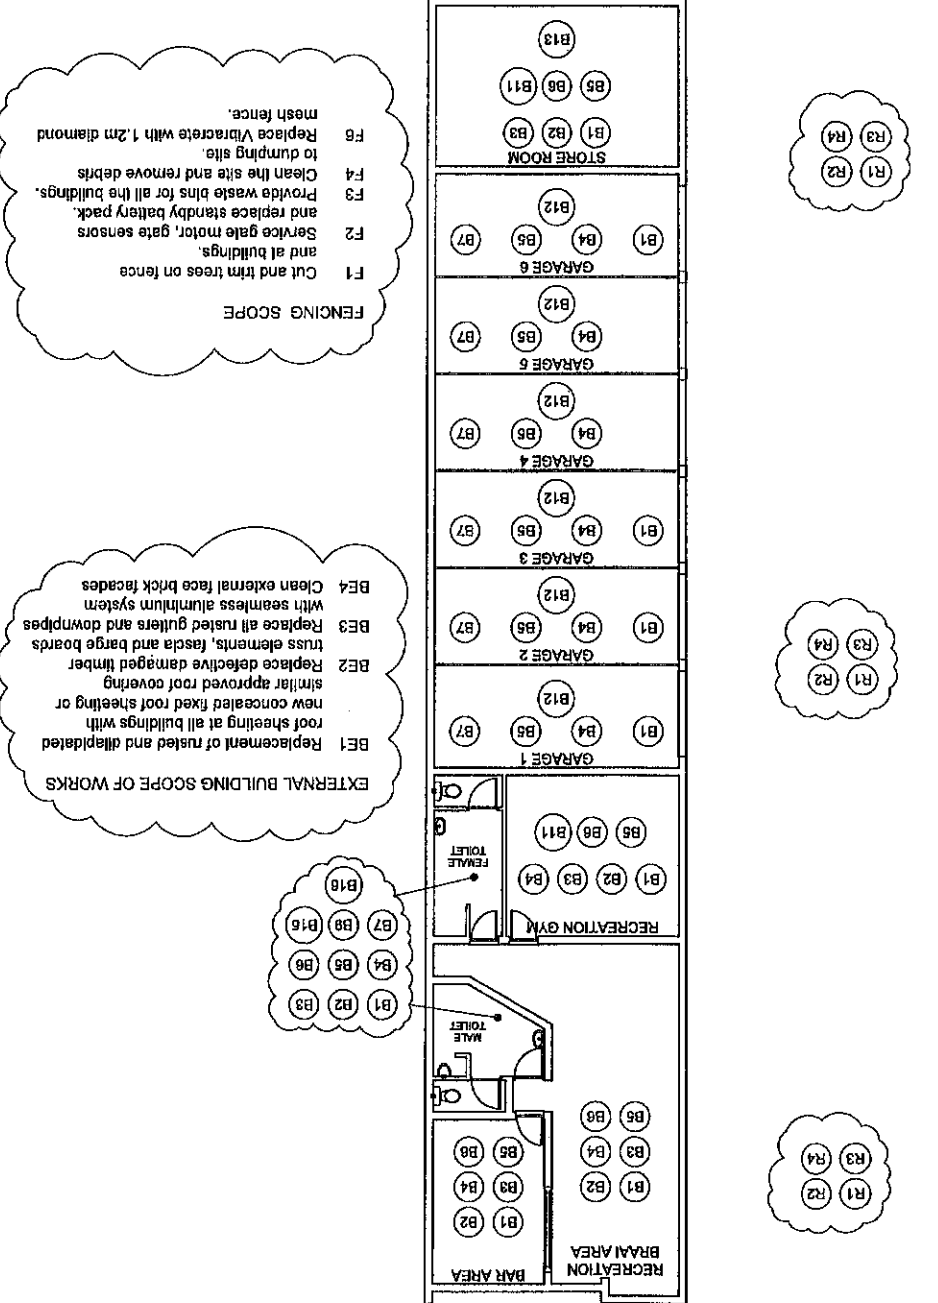 RECREATION
BRAAI AREA
B1 B2
B3 B4
B5 B6
BAR AREA
B1 B2
B3 B4
B5 B6
R1 R2
R3 R4
MALE
TOILET
B1 B2 B3
B4 B5 B6
B7 B9 B15
B16
RECREATION GYM
B1 B2 B3 B4
B5 B6 B11
FEMALE
TOILET
GARAGE 1
B1 B4 B5 B7
B12
GARAGE 2
B1 B4 B5 B7
B12
R1 R2
R3 R4
GARAGE 3
B1 B4 B5 B7
B12
GARAGE 4
B4 B5 B7
B12
GARAGE 5
B4 B5 B7
B12
GARAGE 6
B1 B4 B5 B7
B12
STORE ROOM
B1 B2 B3
B5 B6 B11
B13
R1 R2
R3 R4
EXTERNAL BUILDING SCOPE OF WORKS
BE1 Replacement of rusted and dilapidated
roof sheeting at all buildings with
new concealed fixed roof sheeting or
similar approved roof covering
BE2 Replace defective damaged timber
truss elements, fascia and barge boards
BE3 Replace all rusted gutters and downpipes
with seamless aluminium system
BE4 Clean external face brick facades
FENCING SCOPE
F1 Cut and trim trees on fence
and al buildings.
F2 Service gate motor, gate sensors
and replace standby battery pack.
F3 Provide waste bins for all the buildings.
F4 Clean the site and remove debris
to dumping site.
F6 Replace Vibracrete with 1.2m diamond
mesh fence.